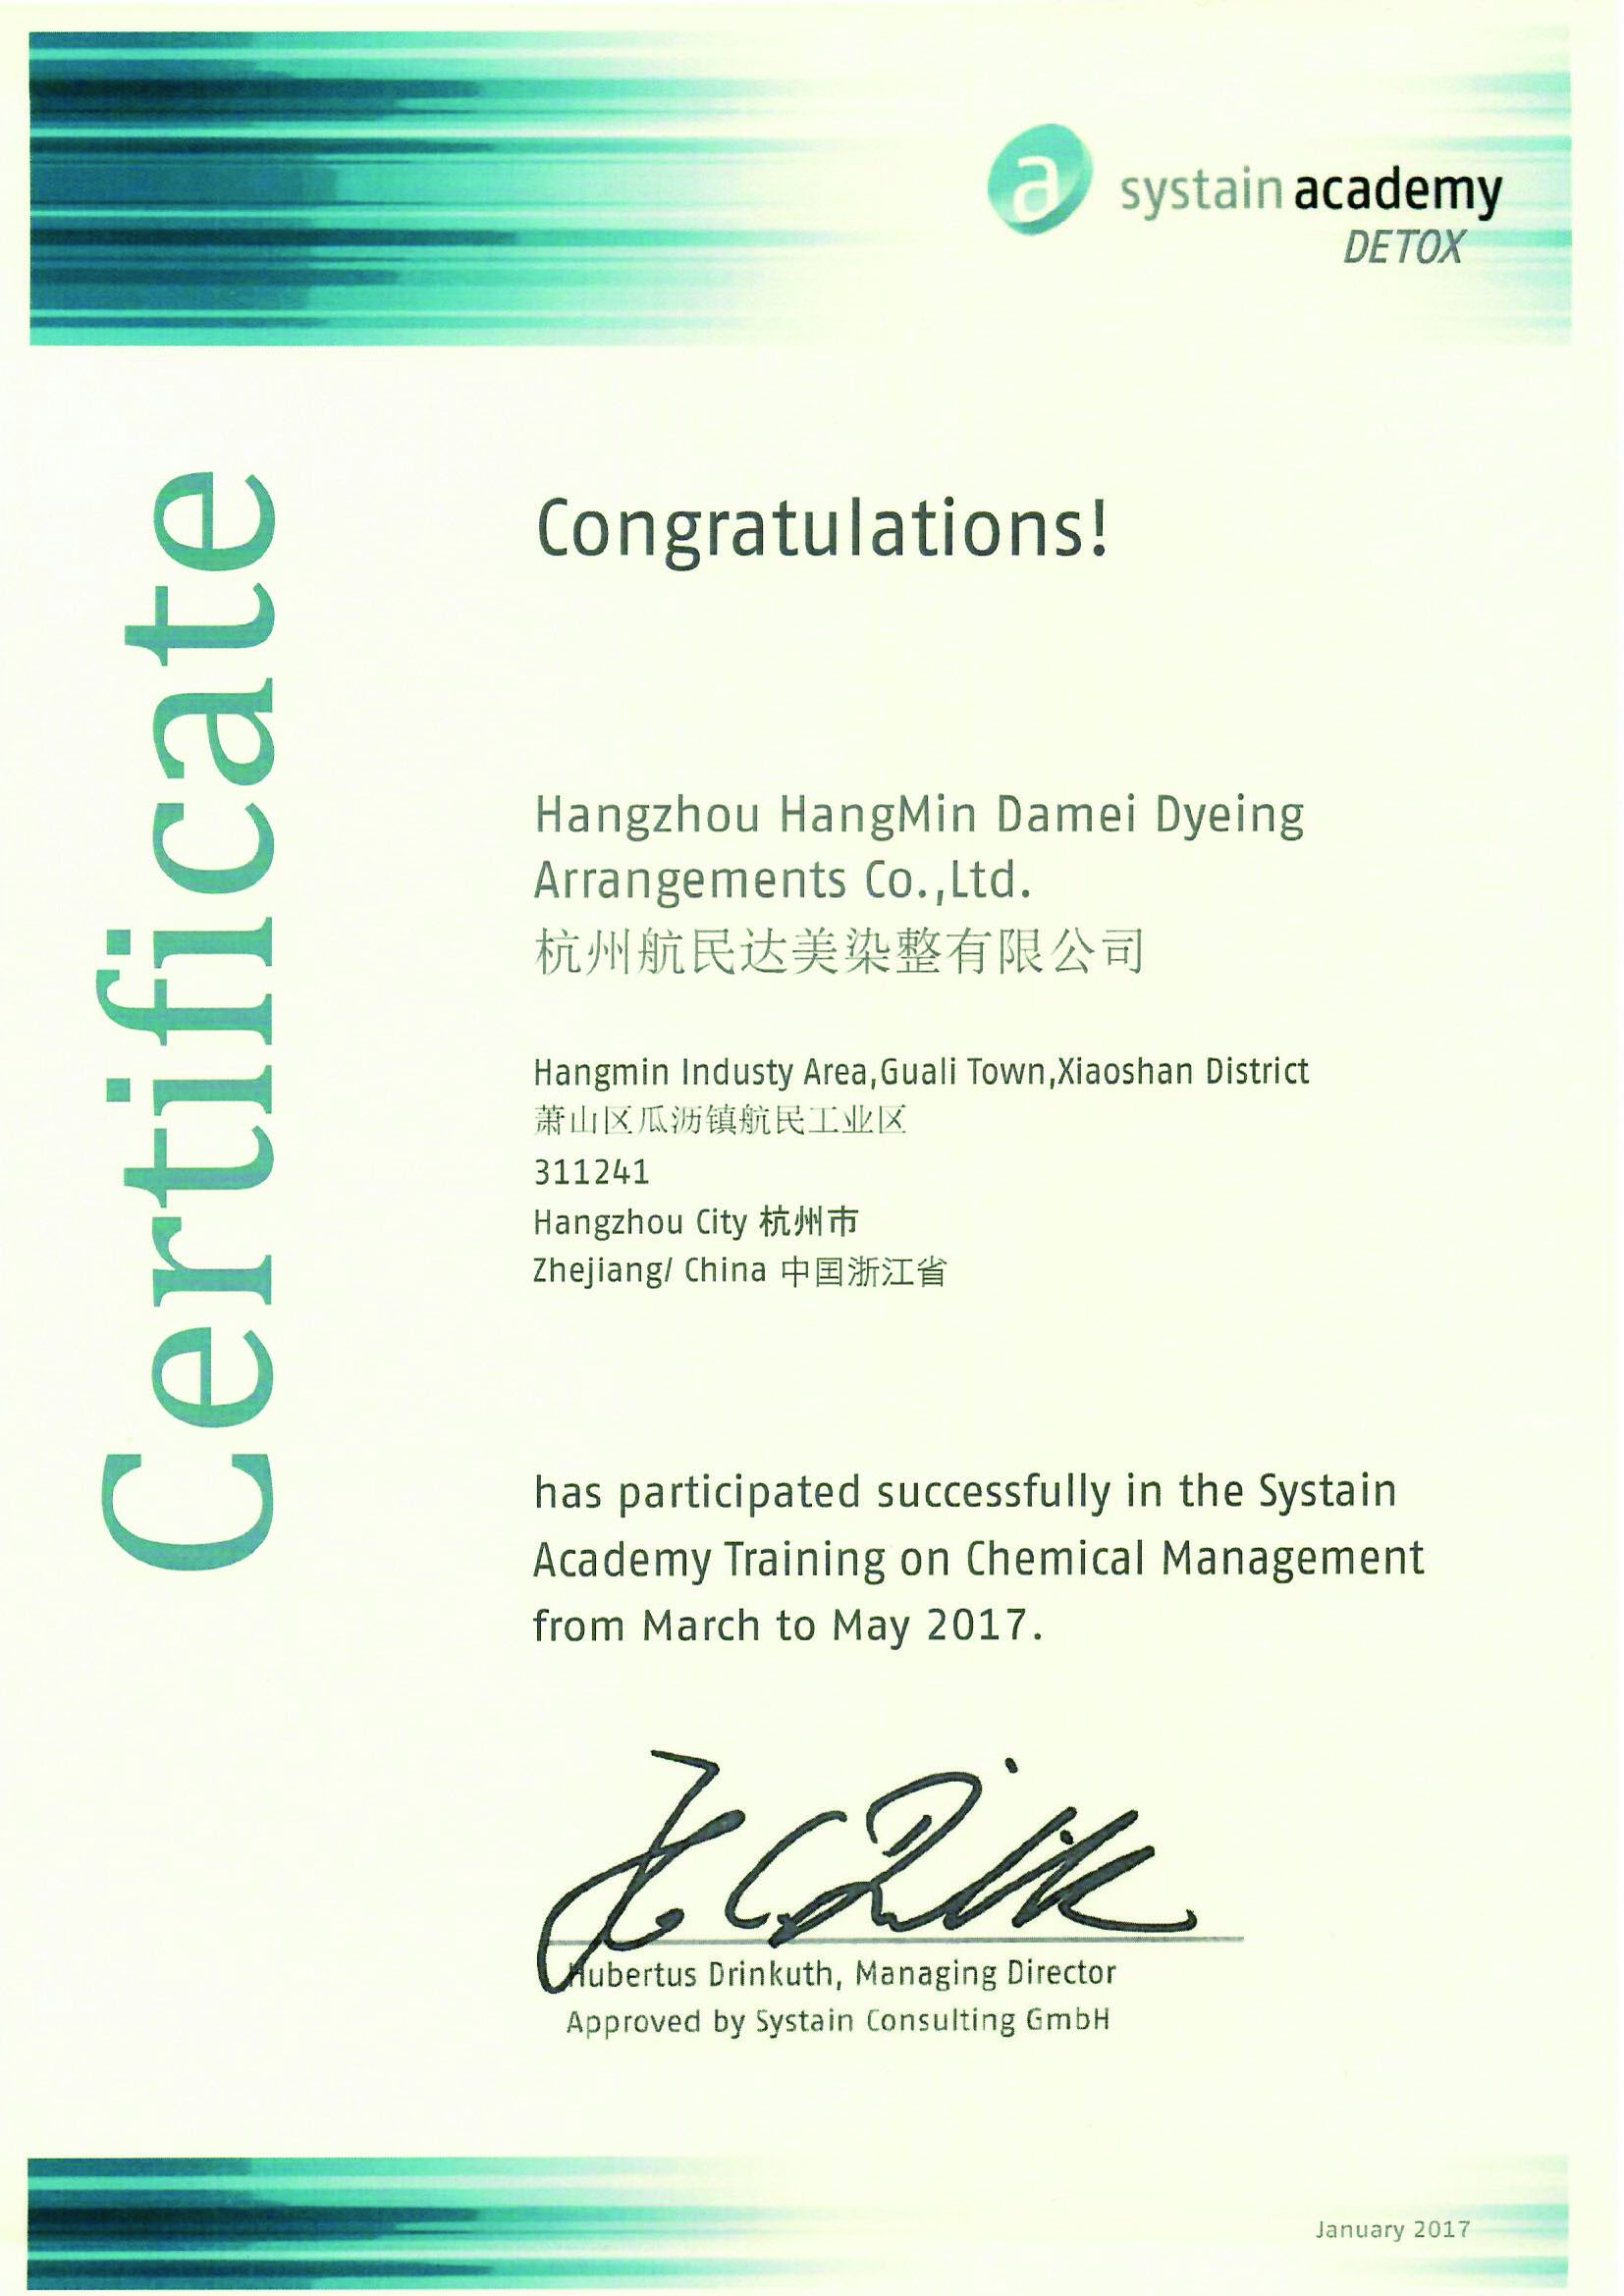 systain academy
DETOX
Certificate
Congratulations!
Hangzhou HangMin Damei Dyeing
Arrangements Co.,Ltd.
杭州航民达美染整有限公司
Hangmin Industy Area,Guali Town,Xiaoshan District
萧山区瓜沥镇航民工业区
311241
Hangzhou City 杭州市
Zhejiang/ China 中国浙江省
has participated successfully in the Systain
Academy Training on Chemical Management
from March to May 2017.
Hubertus Drinkuth, Managing Director
Approved by Systain Consulting GmbH
January 2017